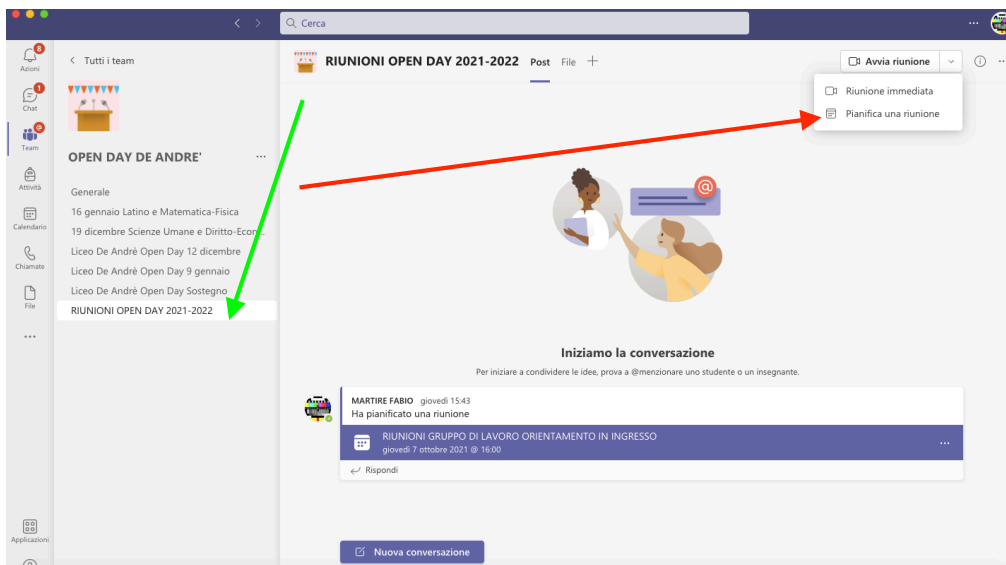 Cerca
8
Azioni
1
Chat
@
Team
Attività
Calendario
Chiamate
File
Applicazioni
Tutti i team
OPEN DAY DE ANDRE'
Generale
16 gennaio Latino e Matematica-Fisica
19 dicembre Scienze Umane e Diritto-Econ...
Liceo De Andrè Open Day 12 dicembre
Liceo De Andrè Open Day 9 gennaio
Liceo De Andrè Open Day Sostegno
RIUNIONI OPEN DAY 2021-2022
RIUNIONI OPEN DAY 2021-2022 Post File
Avvia riunione
Riunione immediata
Pianifica una riunione
@
Iniziamo la conversazione
Per iniziare a condividere le idee, prova a @menzionare uno studente o un insegnante.
MARTIRE FABIO giovedì 15:43
Ha pianificato una riunione
RIUNIONI GRUPPO DI LAVORO ORIENTAMENTO IN INGRESSO
giovedì 7 ottobre 2021 @ 16:00
Rispondi
Nuova conversazione